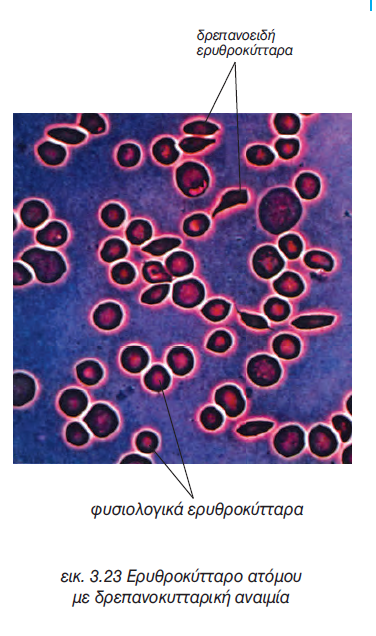 δρεπανοειδή
ερυθροκύτταρα
φυσιολογικά ερυθροκύτταρα
εικ. 3.23 Ερυθροκύτταρο ατόμου
με δρεπανοκυτταρική αναιμία